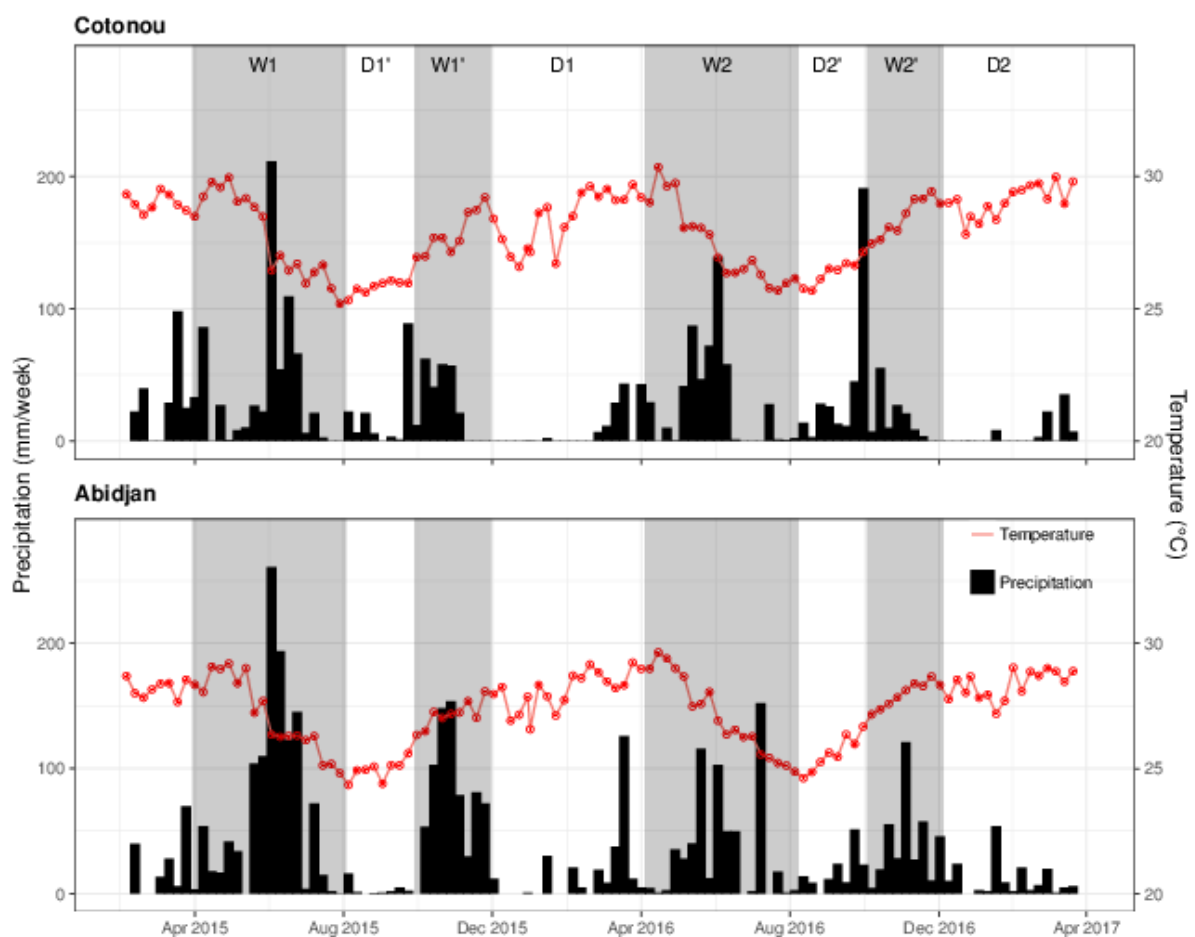 Cotonou
W1 D1' W1' D1 W2 D2' W2' D2
200
100
0
30
25
20
Precipitation (mm/week)
Temperature (°C)
Abidjan
Temperature
Precipitation
200
100
0
30
25
20
Apr 2015 Aug 2015 Dec 2015 Apr 2016 Aug 2016 Dec 2016 Apr 2017